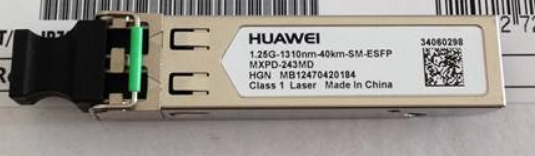 HUAWEI
34060298
1.25G-1310nm-40km-SM-ESFP
MXPD-243MD
HGN MB12470420184
Class 1 Laser Made in China